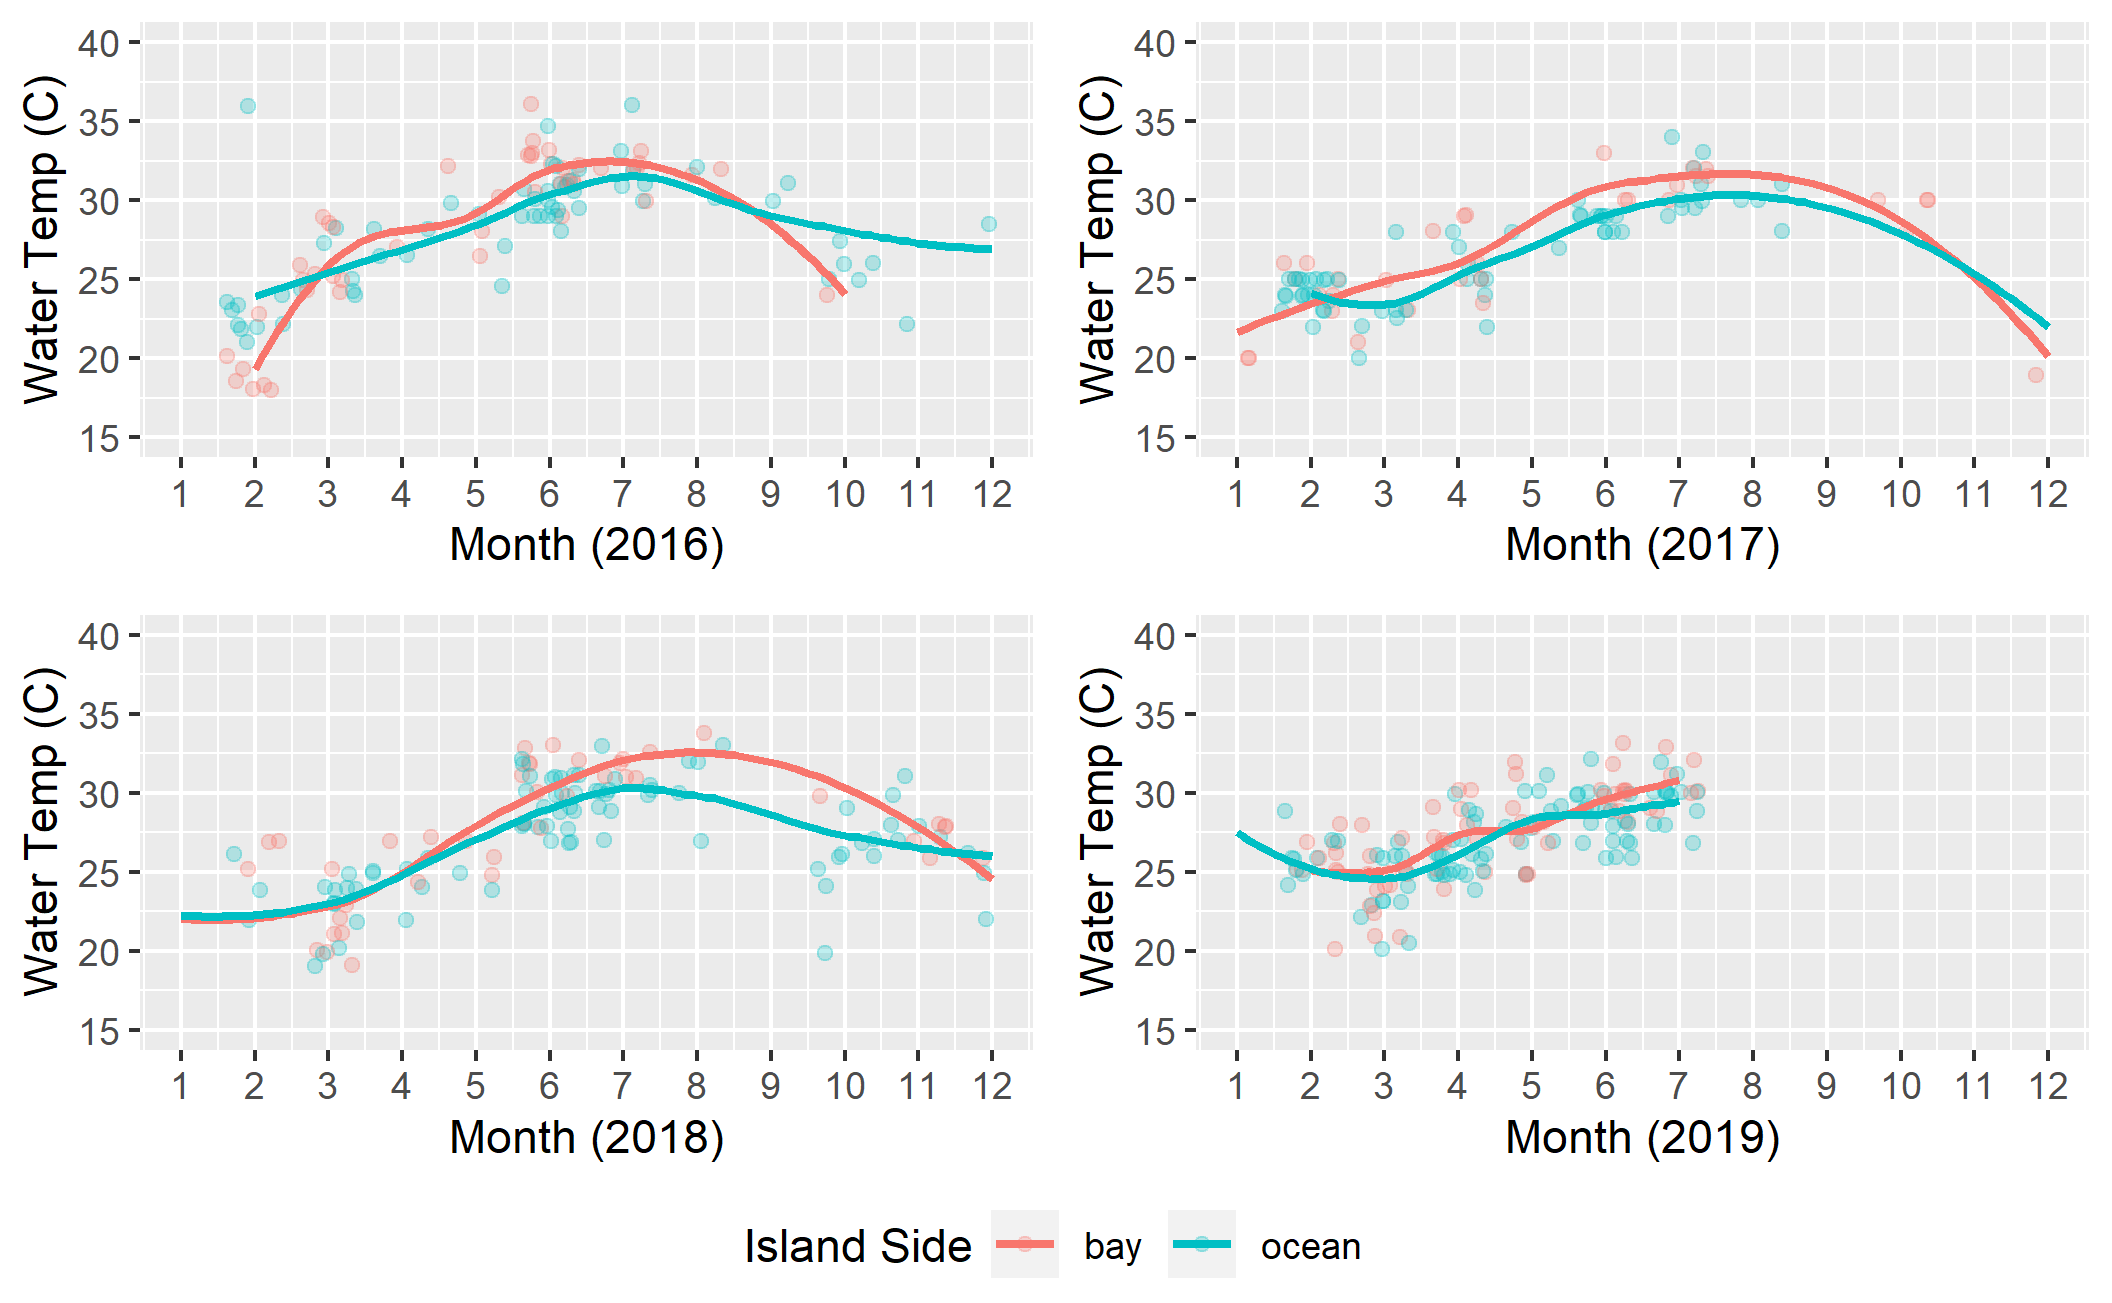 40
35
30
25
20
15
Water Temp (C)
1 2 3 4 5 6 7 8 9 10 11 12
Month (2016)
40
35
30
25
20
15
Water Temp (C)
1 2 3 4 5 6 7 8 9 10 11 12
Month (2017)
40
35
30
25
20
15
Water Temp (C)
1 2 3 4 5 6 7 8 9 10 11 12
Month (2018)
40
35
30
25
20
15
Water Temp (C)
1 2 3 4 5 6 7 8 9 10 11 12
Month (2019)
Island Side bay ocean